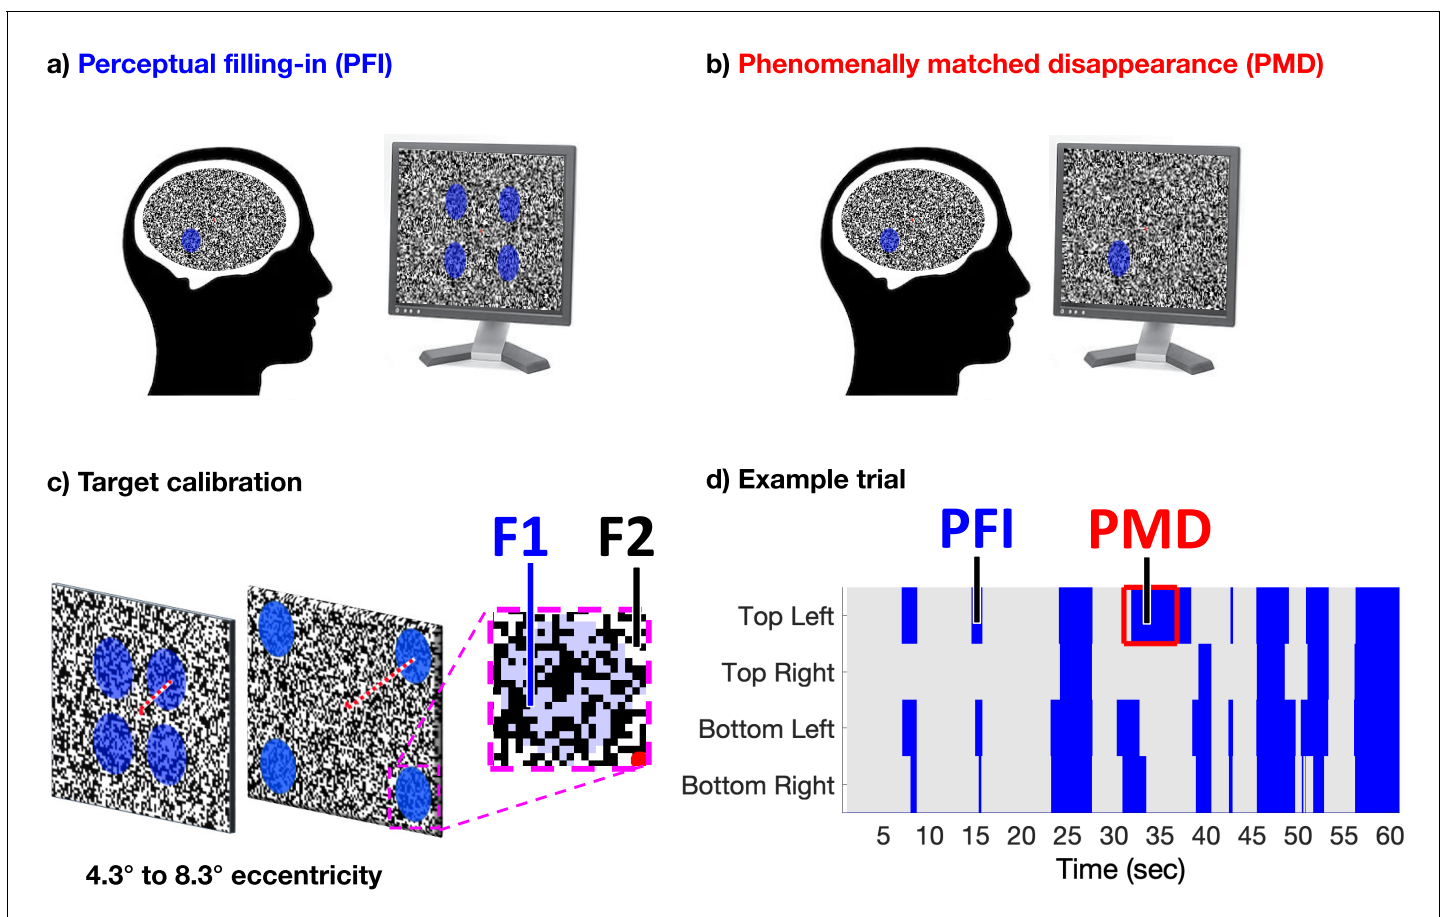 a) Perceptual filling-in (PFI)
b) Phenomenally matched disappearance (PMD)
c) Target calibration
F1 F2
4.3° to 8.3° eccentricity
d) Example trial
PFI PMD
Top Left
Top Right
Bottom Left
Bottom Right
5 10 15 20 25 30 35 40 45 50 55 60
Time (sec)